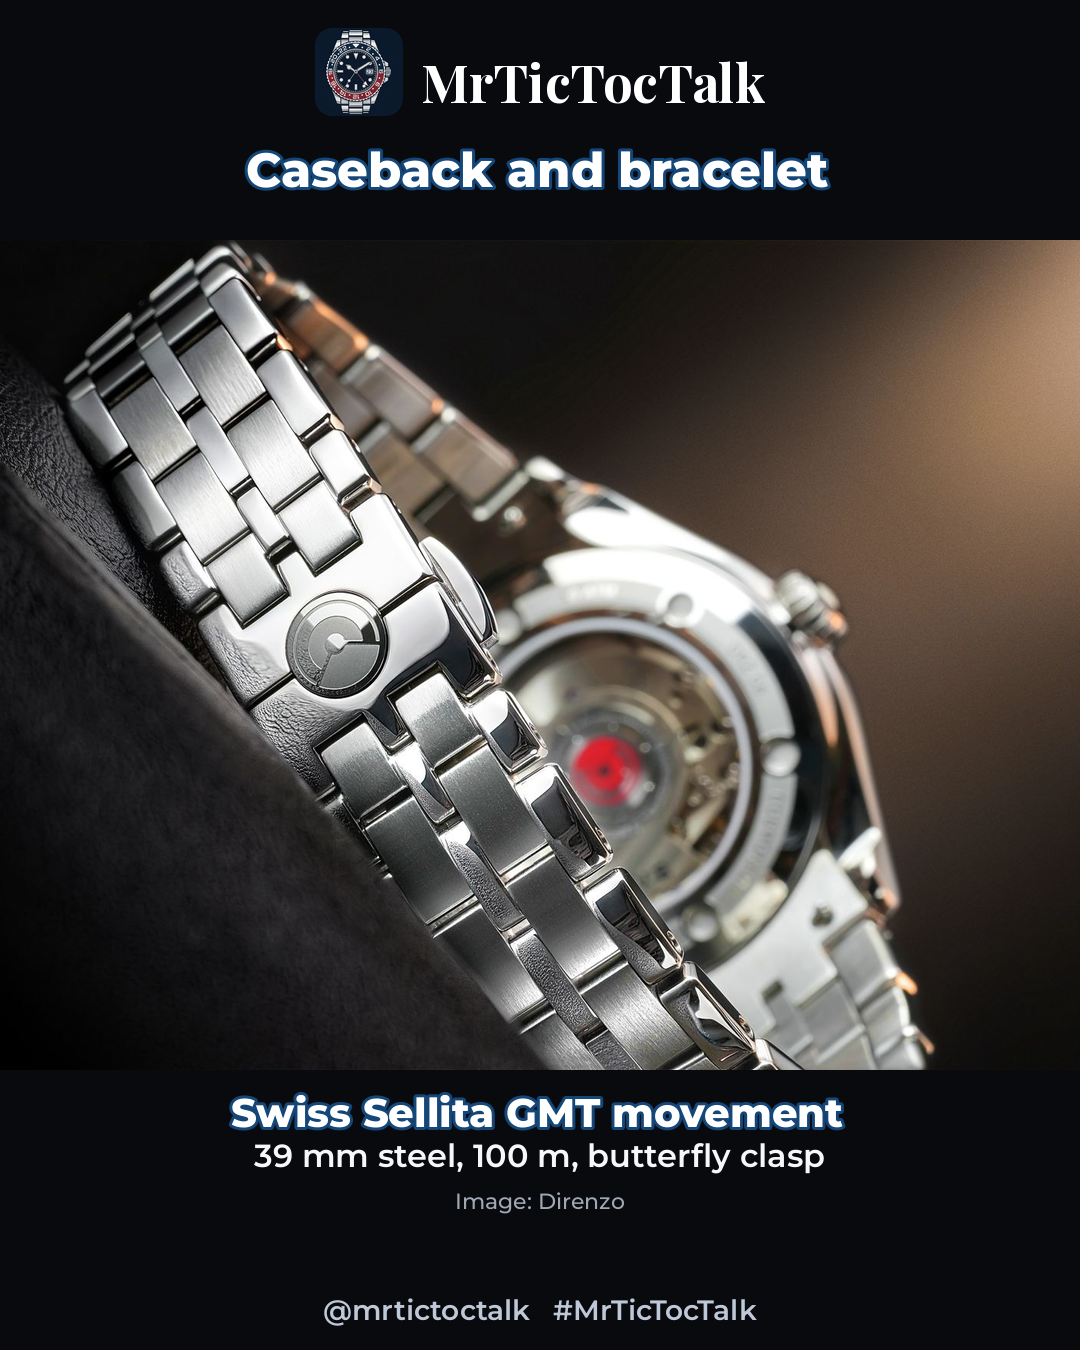 MrTicTocTalk
Caseback and bracelet
Swiss Sellita GMT movement
39 mm steel, 100 m, butterfly clasp
Image: Direnzo
@mrtictoctalk #MrTicTocTalk